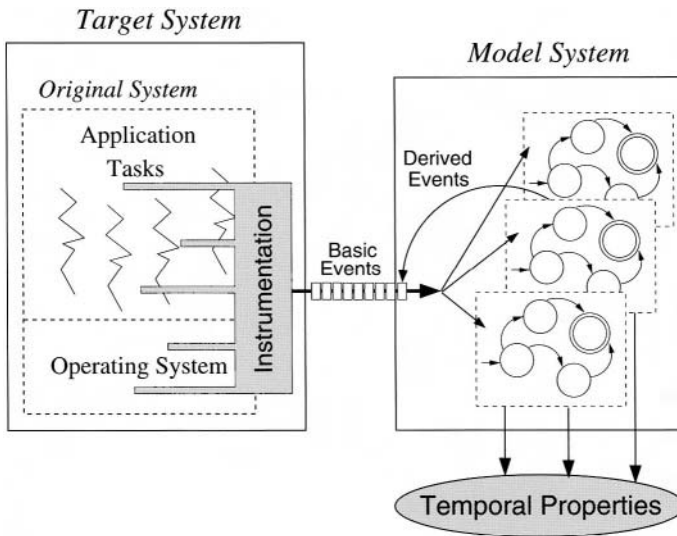 Target System
Model System
Original System
Application
Tasks
Derived
Events
Basic
Events
Instrumentation
Operating System
Temporal Properties